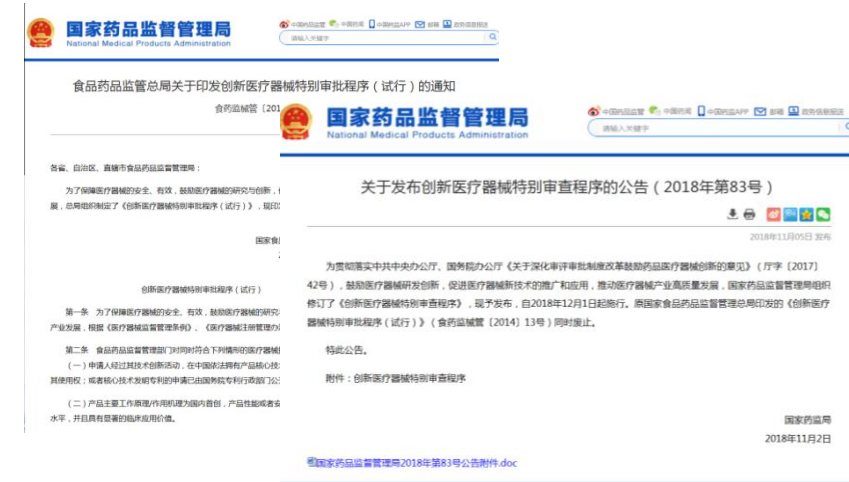 国家药品监督管理局
National Medical Products Administration
中国药品监管 中国药闻 中国药监APP 邮箱 政务信息报送
请输入关键字
食品药品监管总局关于印发创新医疗器械特别审批程序（试行）的通知
食药监械管〔201
各省、自治区、直辖市食品药品监督管理局：
为了保障医疗器械的安全、有效，鼓励医疗器械的研究与创新，
展，总局组织制定了《创新医疗器械特别审批程序（试行）》，现印
国家食
创新医疗器械特别审批程序（试行）
第一条 为了保障医疗器械的安全、有效，鼓励医疗器械的研究
产业发展，根据《医疗器械监督管理条例》、《医疗器械注册管理办
第二条 食品药品监督管理部门对同时符合下列情形的医疗器械
（一）申请人经过其技术创新活动，在中国依法拥有产品核心技
其使用权；或者核心技术发明专利的申请已由国务院专利行政部门公
（二）产品主要工作原理/作用机理为国内首创，产品性能或者安
水平，并且具有显著的临床应用价值。
国家药品监督管理局
National Medical Products Administration
中国药品监管 中国药闻 中国药监APP 邮箱 政务信息报送
请输入关键字
关于发布创新医疗器械特别审查程序的公告（2018年第83号）
2018年11月05日 发布
为贯彻落实中共中央办公厅、国务院办公厅《关于深化审评审批制度改革鼓励药品医疗器械创新的意见》（厅字〔2017〕
42号），鼓励医疗器械研发创新，促进医疗器械新技术的推广和应用，推动医疗器械产业高质量发展，国家药品监督管理局组织
修订了《创新医疗器械特别审查程序》，现予发布，自2018年12月1日起施行。原国家食品药品监督管理总局印发的《创新医疗
器械特别审批程序（试行）》（食药监械管〔2014〕13号）同时废止。
特此公告。
附件：创新医疗器械特别审查程序
国家药监局
2018年11月2日
国家药品监督管理局2018年第83号公告附件.doc